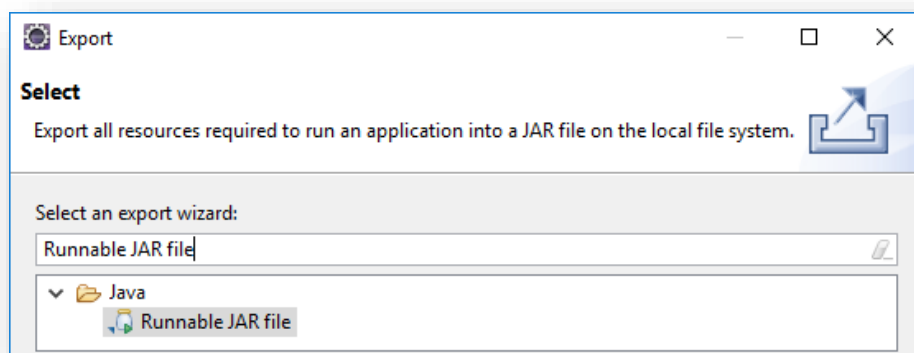 Export
Select
Export all resources required to run an application into a JAR file on the local file system.
Select an export wizard:
Runnable JAR file
Java
Runnable JAR file